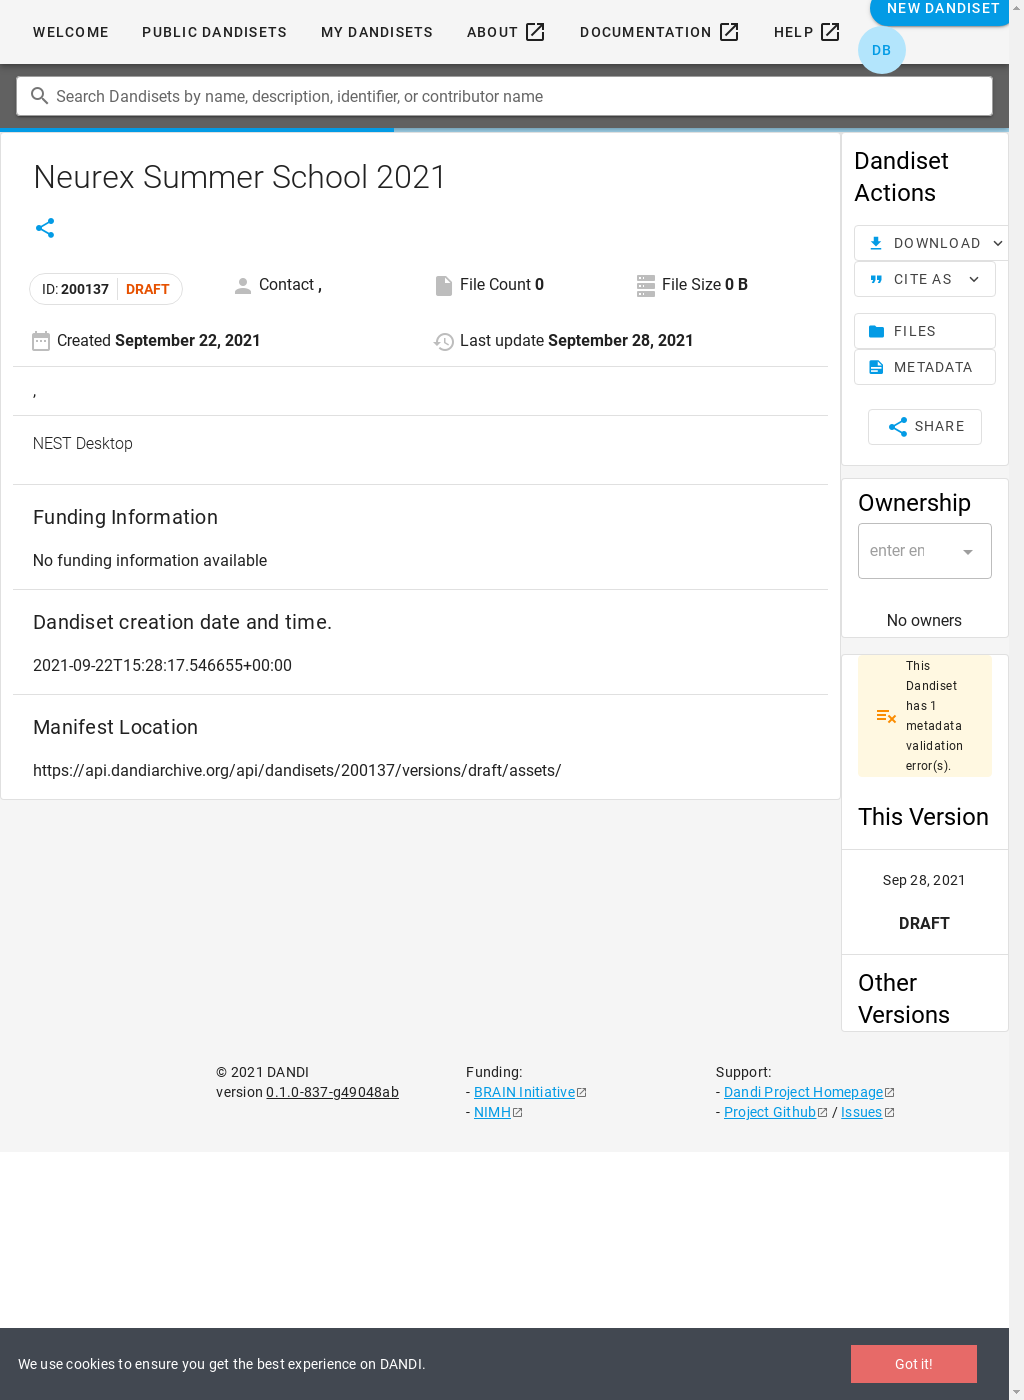 WELCOME
PUBLIC DANDISETS
MY DANDISETS
ABOUT
DOCUMENTATION
HELP
NEW DANDISET
DB
Search Dandisets by name, description, identifier, or contributor name
Neurex Summer School 2021
ID: 200137 DRAFT
Contact ,
File Count 0
File Size 0 B
Created September 22, 2021
Last update September 28, 2021
,
NEST Desktop
Funding Information
No funding information available
Dandiset creation date and time.
2021-09-22T15:28:17.546655+00:00
Manifest Location
https://api.dandiarchive.org/api/dandisets/200137/versions/draft/assets/
Dandiset
Actions
DOWNLOAD
CITE AS
FILES
METADATA
SHARE
Ownership
enter en
No owners
This
Dandiset
has 1
metadata
validation
error(s).
This Version
Sep 28, 2021
DRAFT
Other
Versions
© 2021 DANDI
version 0.1.0-837-g49048ab
Funding:
- BRAIN Initiative
- NIMH
Support:
- Dandi Project Homepage
- Project Github / Issues
We use cookies to ensure you get the best experience on DANDI.
Got it!